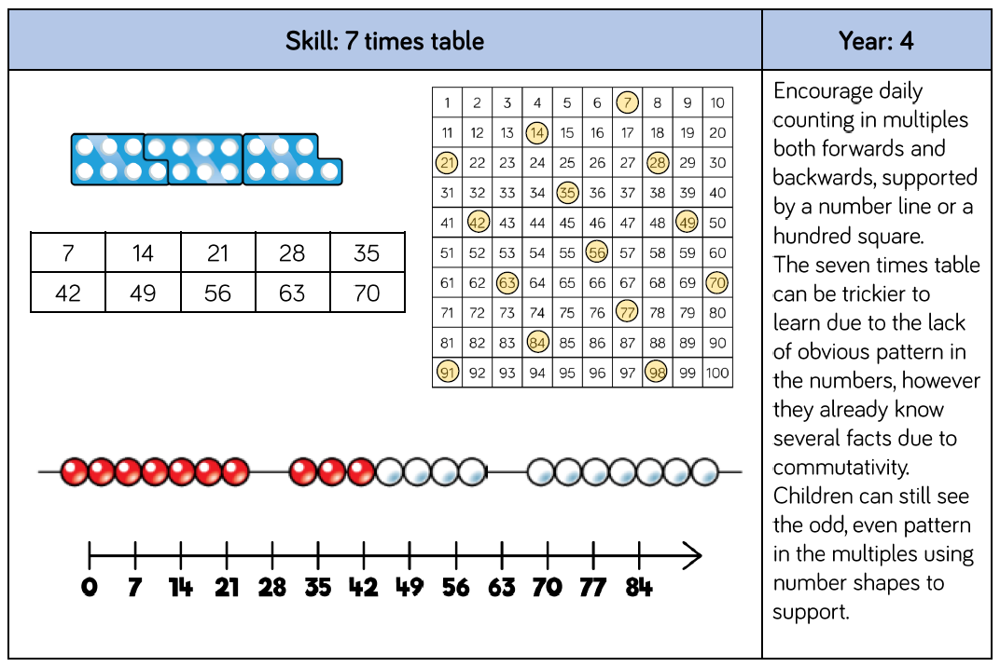 Skill: 7 times table
Year: 4
1 2 3 4 5 6 7 8 9 10
11 12 13 14 15 16 17 18 19 20
21 22 23 24 25 26 27 28 29 30
31 32 33 34 35 36 37 38 39 40
41 42 43 44 45 46 47 48 49 50
51 52 53 54 55 56 57 58 59 60
61 62 63 64 65 66 67 68 69 70
71 72 73 74 75 76 77 78 79 80
81 82 83 84 85 86 87 88 89 90
91 92 93 94 95 96 97 98 99 100
7 14 21 28 35
42 49 56 63 70
0 7 14 21 28 35 42 49 56 63 70 77 84
Encourage daily
counting in multiples
both forwards and
backwards, supported
by a number line or a
hundred square.
The seven times table
can be trickier to
learn due to the lack
of obvious pattern in
the numbers, however
they already know
several facts due to
commutativity.
Children can still see
the odd, even pattern
in the multiples using
number shapes to
support.